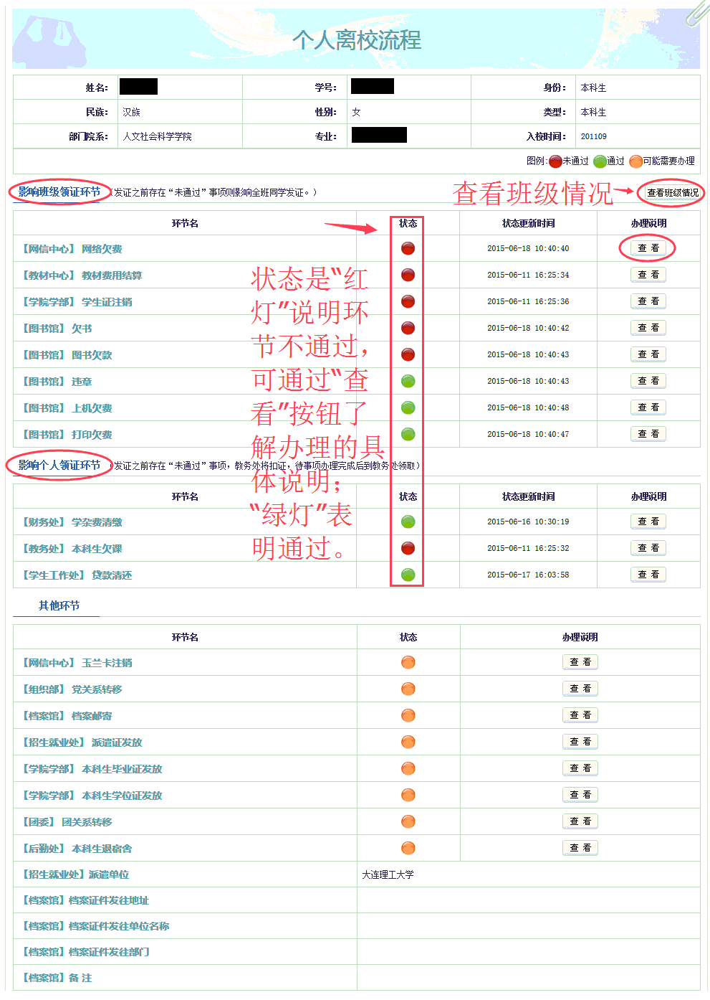 个人离校流程
姓名： 学号： 身份： 本科生
民族： 汉族 性别： 女 类型： 本科生
部门院系： 人文社会科学学院 专业： 入校时间： 201109
图例: 未通过 通过 可能需要办理
影响班级领证环节 （发证之前存在“未通过”事项则影响全班同学发证。） 查看班级情况 查看班级情况
环节名 状态 状态更新时间 办理说明
【网信中心】 网络欠费 2015-06-18 10:40:40 查 看
【教材中心】 教材费用结算 2015-06-11 16:25:34 查 看
【学院学部】 学生证注销 2015-06-11 16:25:36 查 看
【图书馆】 欠书 2015-06-18 10:40:42 查 看
【图书馆】 图书欠款 2015-06-18 10:40:43 查 看
【图书馆】 违章 2015-06-18 10:40:43 查 看
【图书馆】 上机欠费 2015-06-18 10:40:48 查 看
【图书馆】 打印欠费 2015-06-18 10:40:47 查 看
状态是“红
灯”说明环
节不通过，
可通过“查
看”按钮了
解办理的具
体说明；
“绿灯”表
明通过。
影响个人领证环节 （发证之前存在“未通过”事项，教务处将扣证，待事项办理完成后到教务处领取）
环节名 状态 状态更新时间 办理说明
【财务处】 学杂费清缴 2015-06-16 10:30:19 查 看
【教务处】 本科生欠课 2015-06-11 16:25:32 查 看
【学生工作处】 贷款清还 2015-06-17 16:03:58 查 看
其他环节
环节名 状态 办理说明
【网信中心】 玉兰卡注销 查 看
【组织部】 党关系转移 查 看
【档案馆】 档案邮寄 查 看
【招生就业处】 派遣证发放 查 看
【学院学部】 本科生毕业证发放 查 看
【学院学部】 本科生学位证发放 查 看
【团委】 团关系转移 查 看
【后勤处】 本科生退宿舍 查 看
【招生就业处】派遣单位 大连理工大学
【档案馆】档案证件发往地址
【档案馆】档案证件发往单位名称
【档案馆】档案证件发往部门
【档案馆】备 注